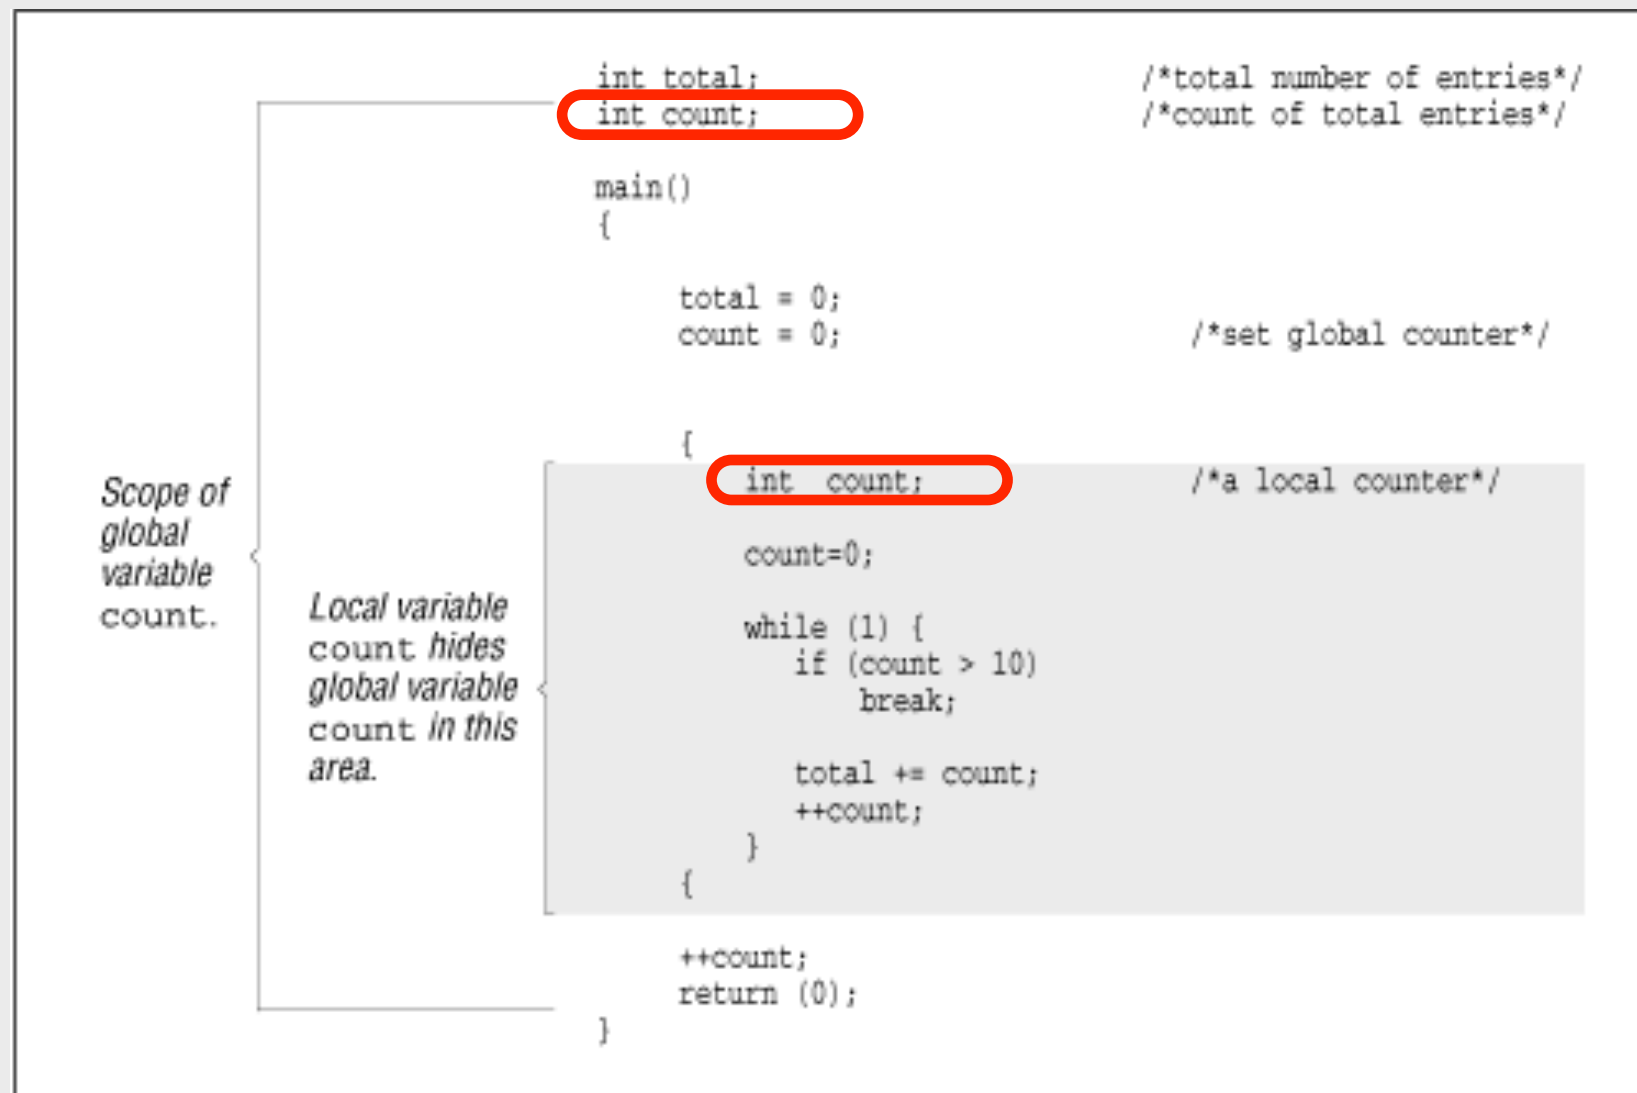 int total; /*total number of entries*/
int count; /*count of total entries*/
main()
{
total = 0;
count = 0; /*set global counter*/
{
int count; /*a local counter*/
count=0;
while (1) {
if (count > 10)
break;
total += count;
++count;
}
{
++count;
return (0);
}
Scope of
global
variable
count.
Local variable
count hides
global variable
count in this
area.